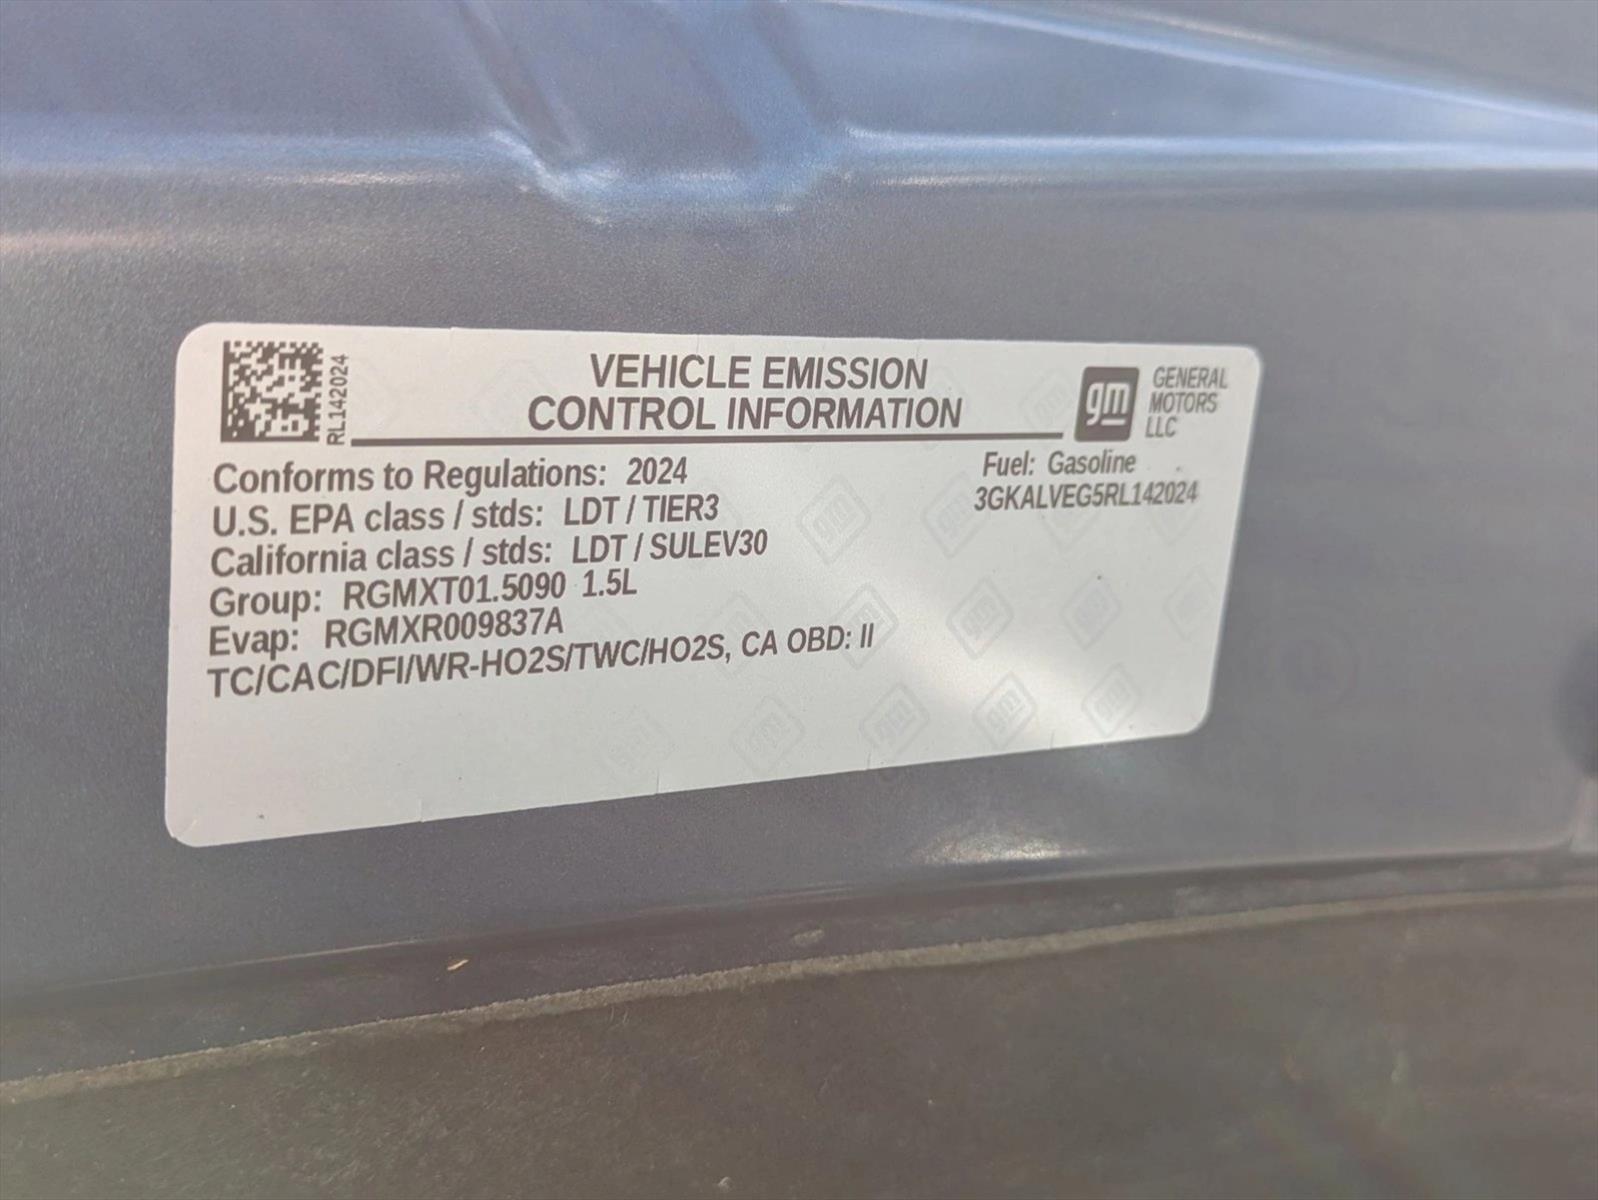 RL142024
VEHICLE EMISSION
CONTROL INFORMATION
gm
GENERAL
MOTORS
LLC
Conforms to Regulations: 2024
Fuel: Gasoline
U.S. EPA class / stds: LDT / TIER3
3GKALVEG5RL142024
California class / stds: LDT / SULEV30
Group: RGMXT01.5090 1.5L
Evap: RGMXR009837A
TC/CAC/DFI/WR-HO2S/TWC/HO2S, CA OBD: II